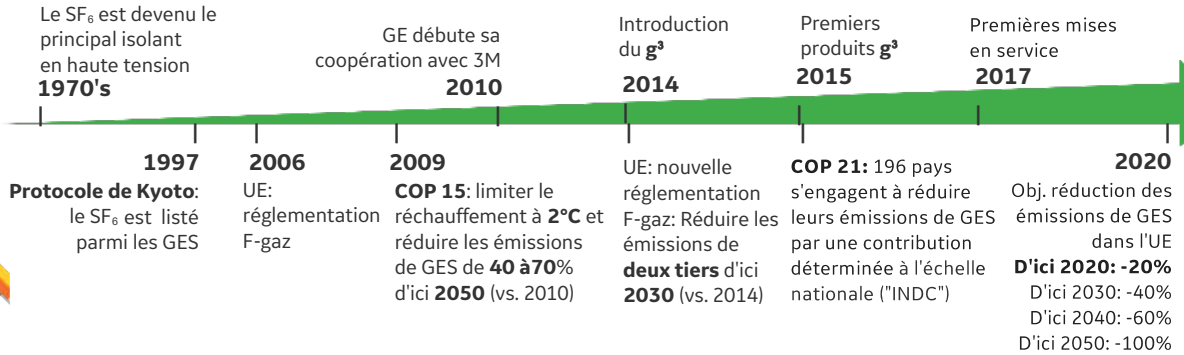 Le SF₆ est devenu le
principal isolant
en haute tension
1970's
GE débute sa
coopération avec 3M
2010
Introduction
du g³
2014
Premiers
produits g³
2015
Premières mises
en service
2017
1997
Protocole de Kyoto:
le SF₆ est listé
parmi les GES
2006
UE:
réglementation
F-gaz
2009
COP 15: limiter le
réchauffement à 2°C et
réduire les émissions
de GES de 40 à70%
d'ici 2050 (vs. 2010)
UE: nouvelle
réglementation
F-gaz: Réduire les
émissions de
deux tiers d'ici
2030 (vs. 2014)
COP 21: 196 pays
s'engagent à réduire
leurs émissions de GES
par une contribution
déterminée à l'échelle
nationale ("INDC")
2020
Obj. réduction des
émissions de GES
dans l'UE
D'ici 2020: -20%
D'ici 2030: -40%
D'ici 2040: -60%
D'ici 2050: -100%